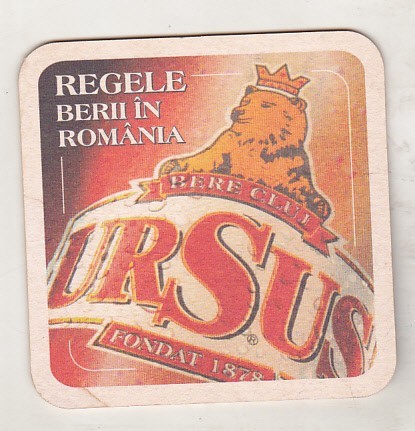 REGELE
BERII ÎN
ROMÂNIA
BERE CLUJ
URSUS
®
FONDAT 1878